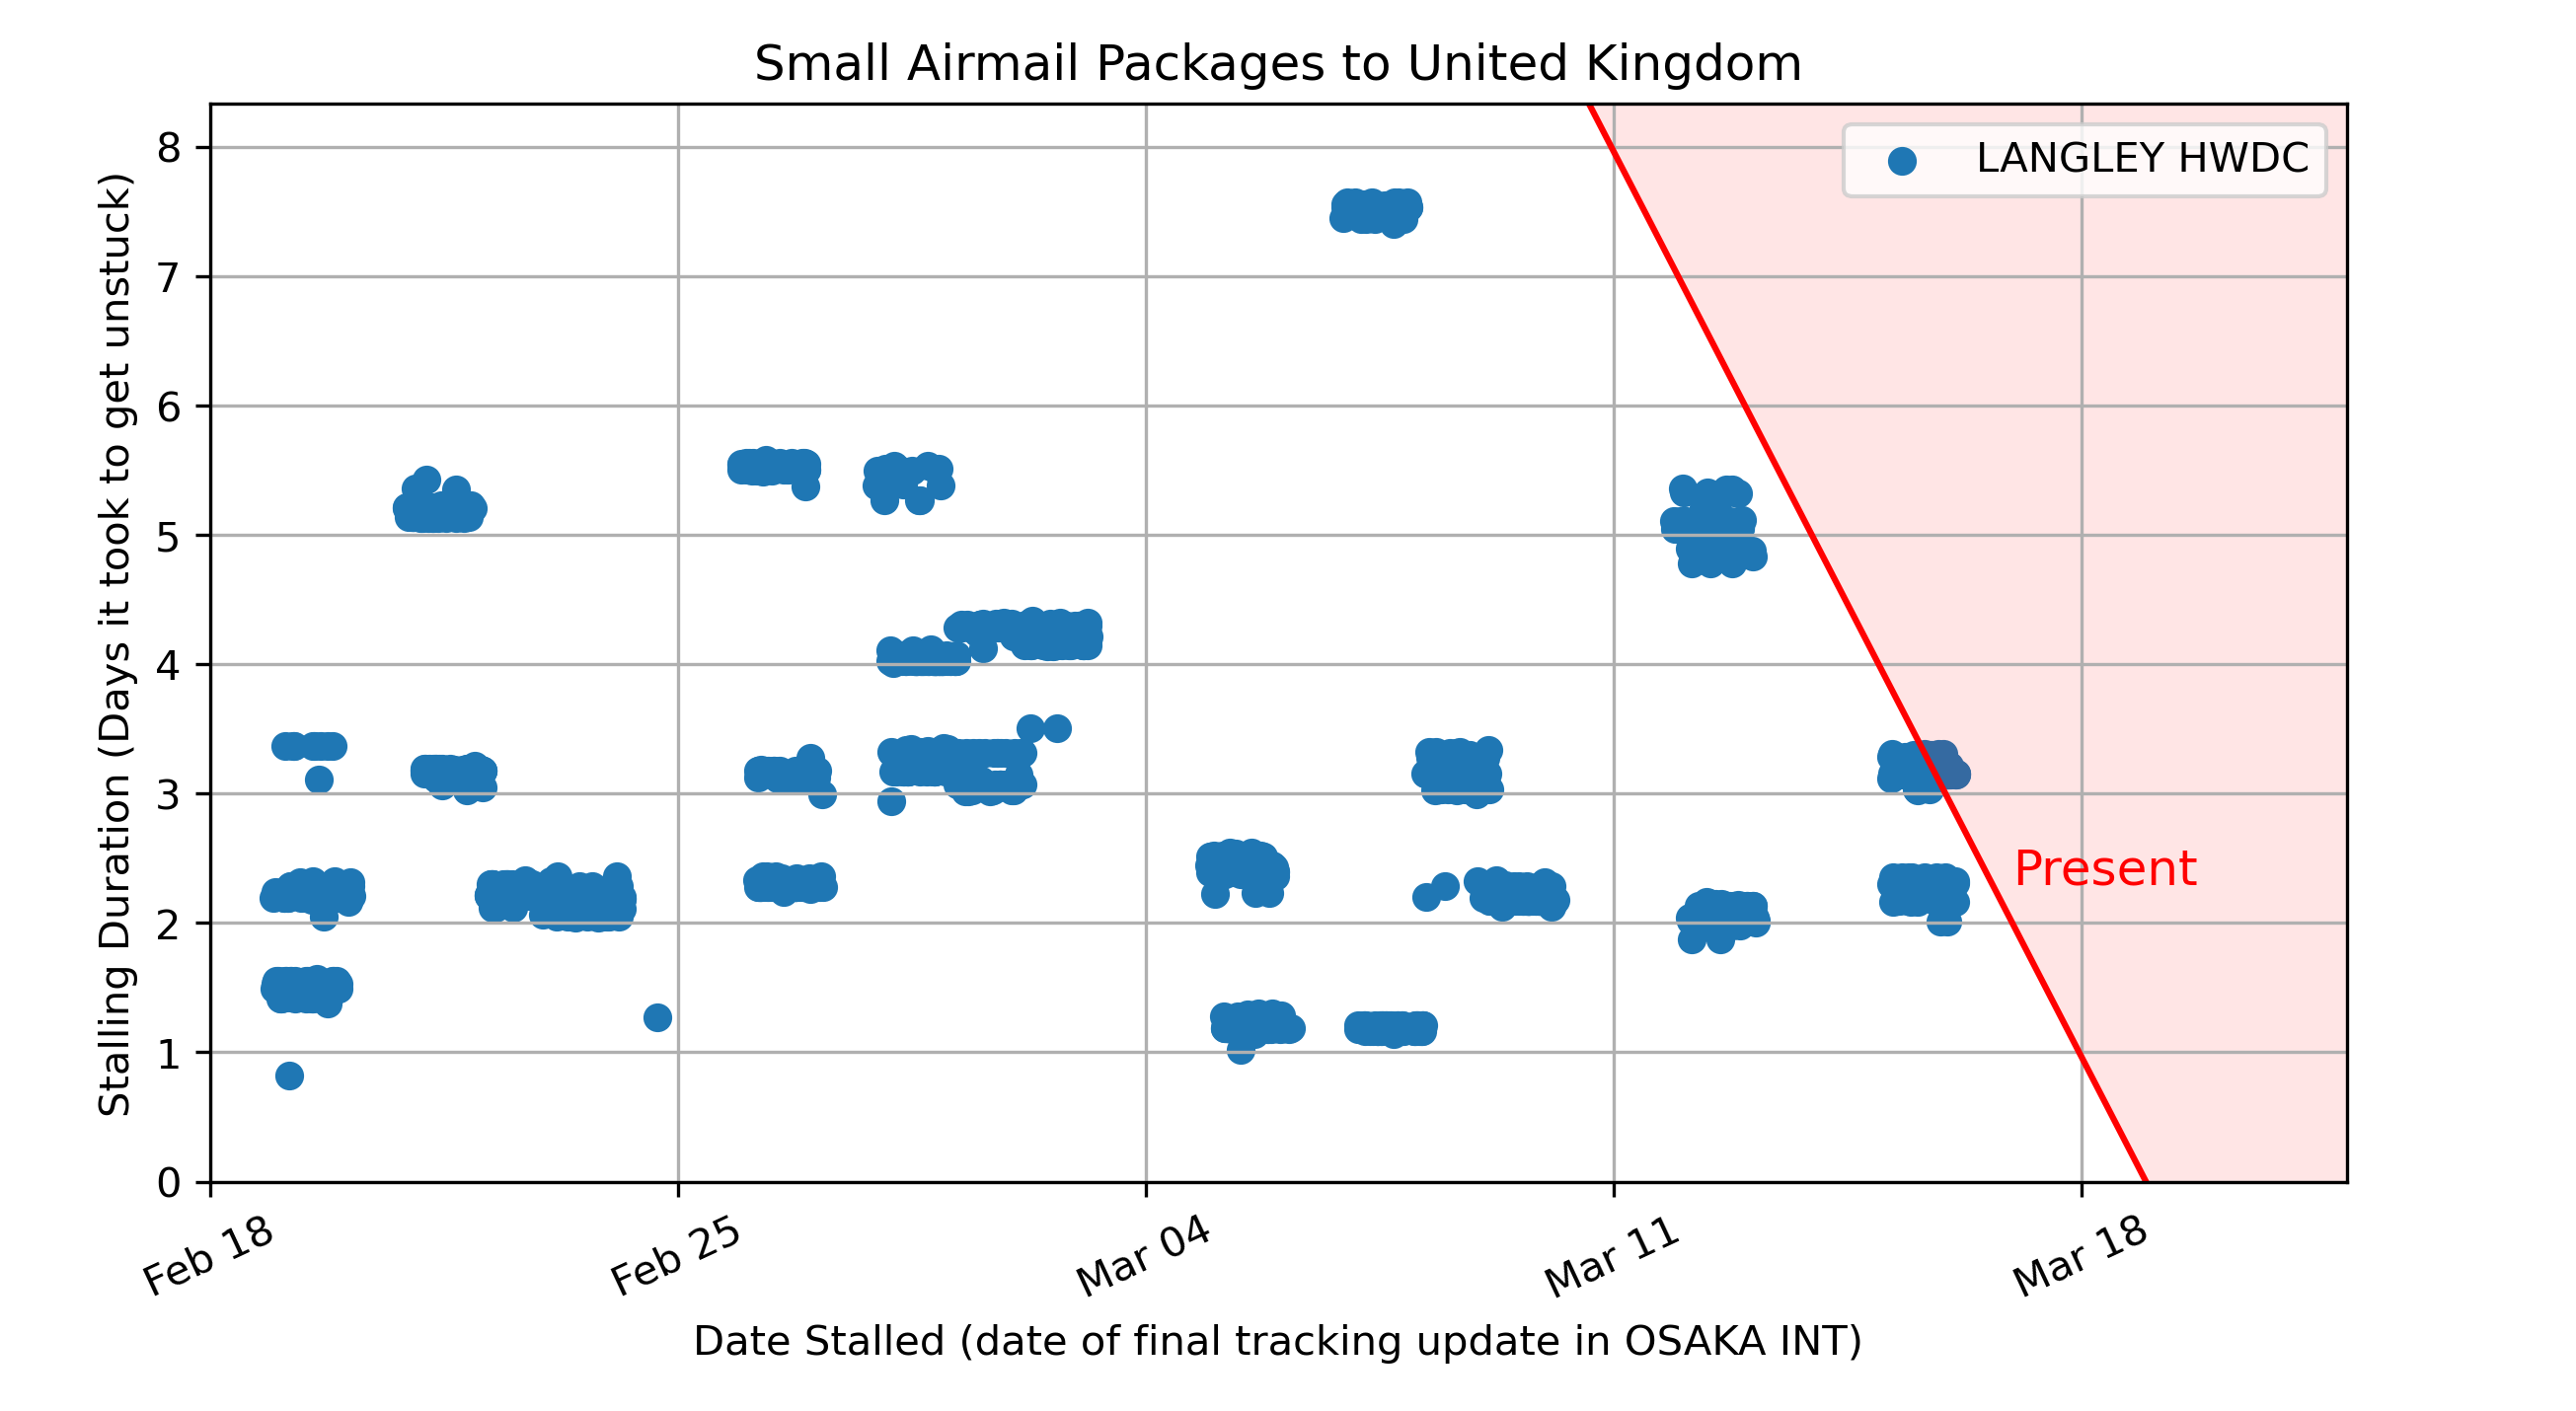 Small Airmail Packages to United Kingdom
LANGLEY HWDC
Stalling Duration (Days it took to get unstuck)
8
7
6
5
4
3
2
1
0
Present
Feb 18
Feb 25
Mar 04
Mar 11
Mar 18
Date Stalled (date of final tracking update in OSAKA INT)